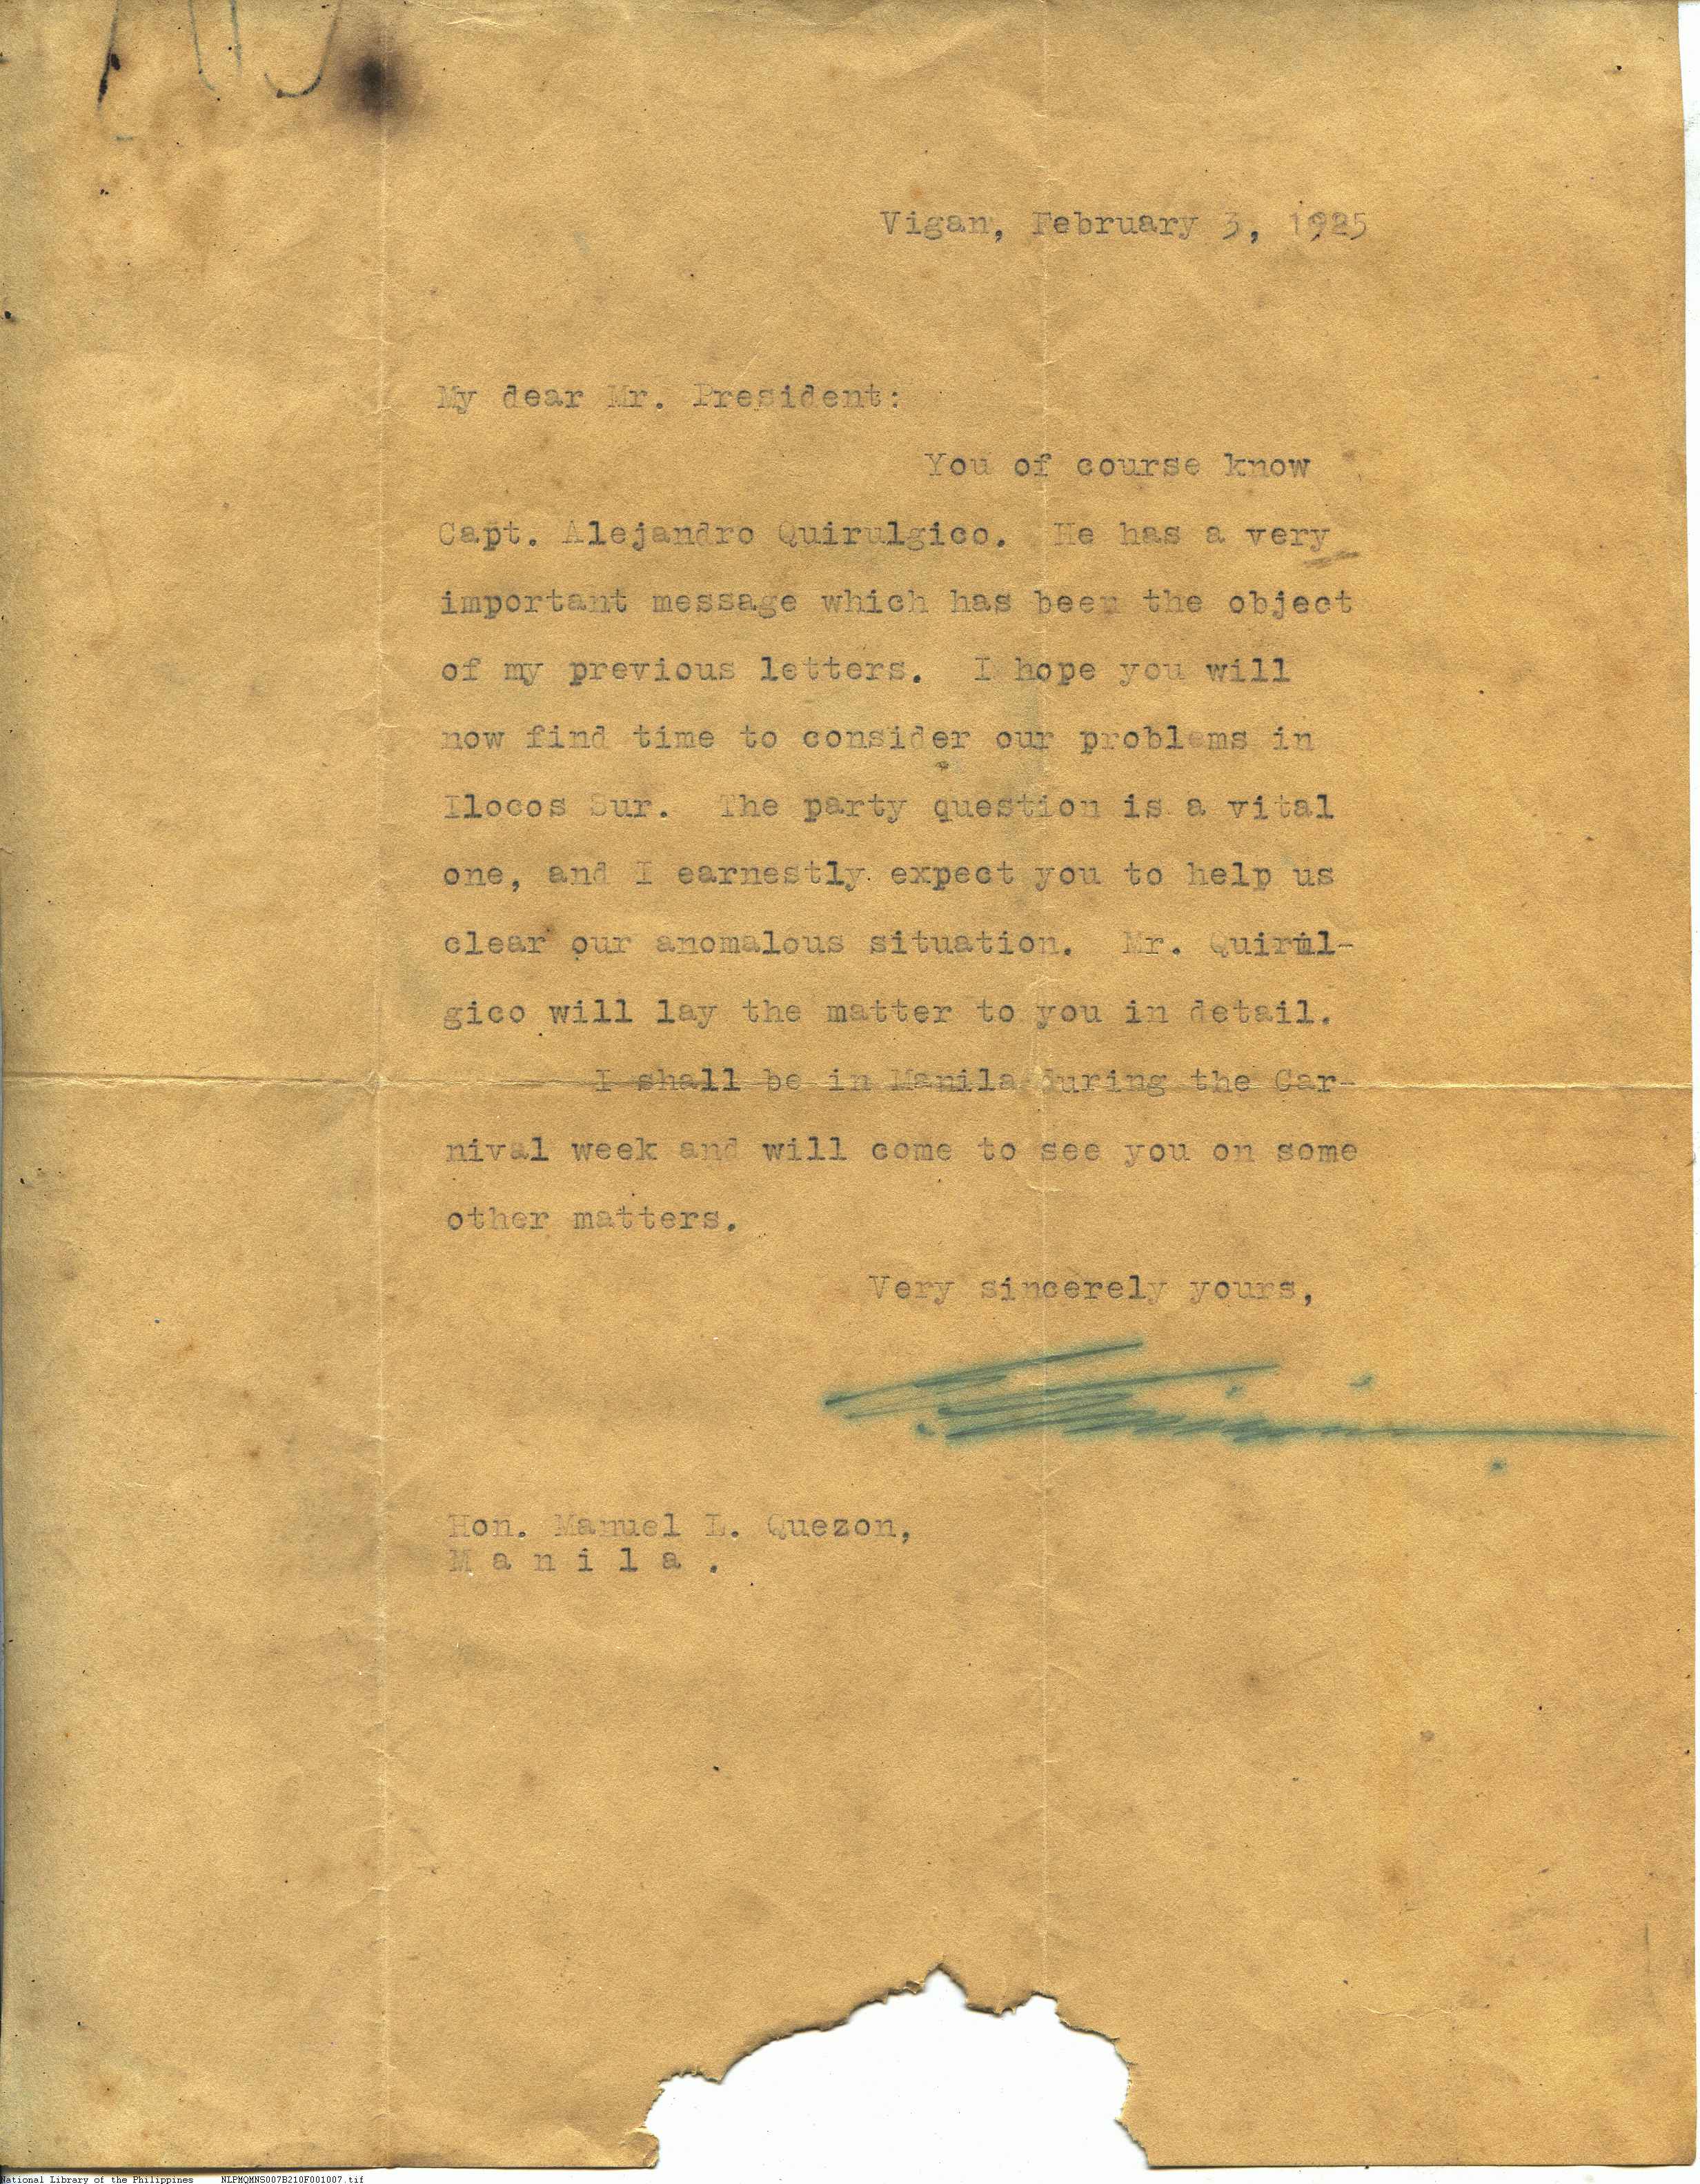 Vigan, February 3, 1925
My dear Mr. President:
You of course know
Capt. Alejandro Quirulgico. He has a very
important message which has been the object
of my previous letters. I hope you will
now find time to consider our problems in
Ilocos Sur. The party question is a vital
one, and I earnestly expect you to help us
clear our anomalous situation. Mr. Quirul-
gico will lay the matter to you in detail.
I shall be in Manila during the Car-
nival week and will come to see you on some
other matters.
Very sincerely yours,
Hon. Manuel L. Quezon,
M a n i l a .
National Library of the Philippines NLPMQMNS007B210F001007.tif